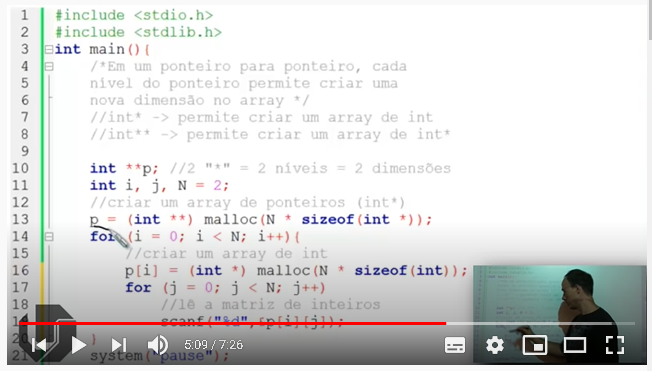 1 #include <stdio.h>
2 #include <stdlib.h>
3 int main(){
4 /*Em um ponteiro para ponteiro, cada
5 nível do ponteiro permite criar uma
6 nova dimensão no array */
7 //int* -> permite criar um array de int
8 //int** -> permite criar um array de int*
9
10 int **p; //2 "*" = 2 níveis = 2 dimensões
11 int i, j, N = 2;
12 //criar um array de ponteiros (int*)
13 p = (int **) malloc(N * sizeof(int *));
14 for (i = 0; i < N; i++){
15 //criar um array de int
16 p[i] = (int *) malloc(N * sizeof(int));
17 for (j = 0; j < N; j++)
18 //lê a matriz de inteiros
19 scanf("%d",&p[i][j]);
20 }
21 system("pause");
5:09 / 7:26